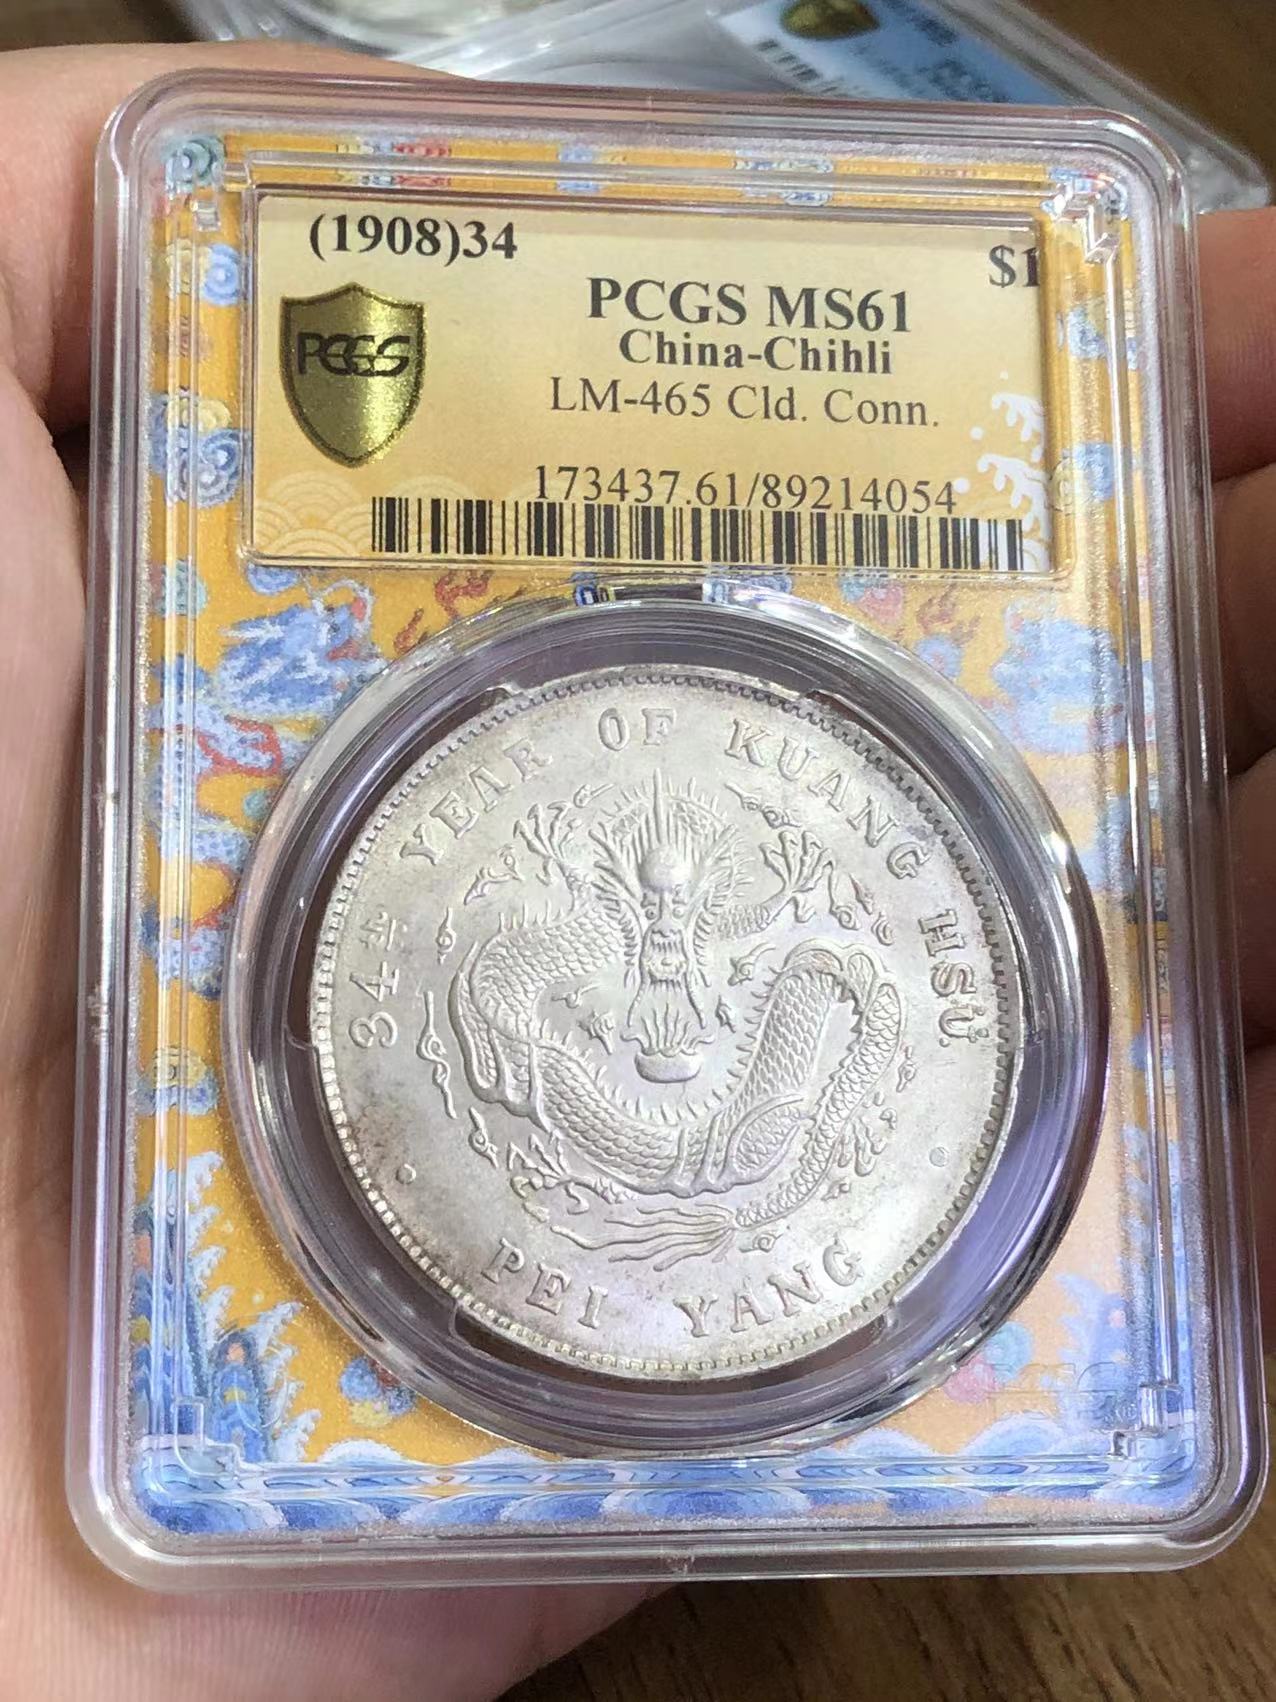 (1908)34
$1
PCGS MS61
China-Chihli
LM-465 Cld. Conn.
173437.61/89214054
PCGS
34TH YEAR OF KUANG HSÜ
PEI YANG